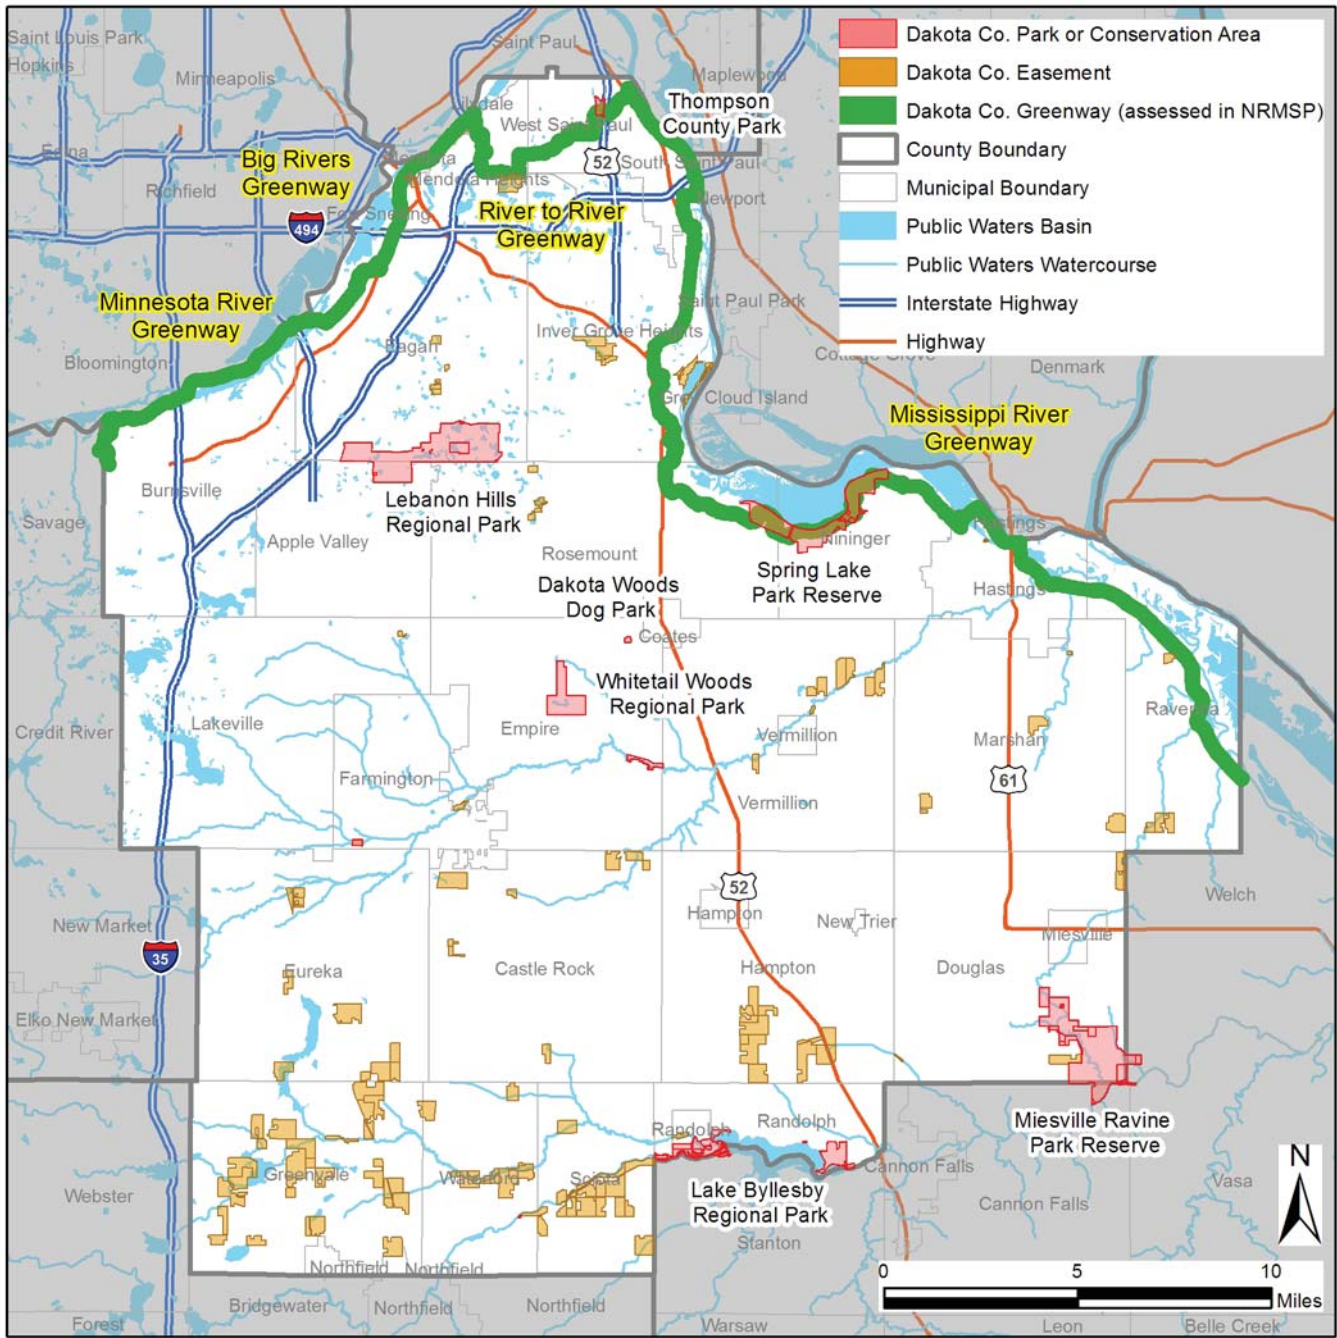 Saint Louis Park
Hopkins
Minneapolis
Saint Paul
Maplewood
Dakota Co. Park or Conservation Area
Dakota Co. Easement
Dakota Co. Greenway (assessed in NRMSP)
County Boundary
Municipal Boundary
Public Waters Basin
Public Waters Watercourse
Interstate Highway
Highway
Lilydale
West Saint Paul
Thompson
County Park
Edina
Richfield
Big Rivers
Greenway
Mendota
Mendota Heights
52
South Saint Paul
Newport
Fort Snelling
494
River to River
Greenway
Minnesota River
Greenway
Saint Paul Park
Inver Grove Heights
Eagan
Bloomington
Cottage Grove
Denmark
Grey Cloud Island
Mississippi River
Greenway
Burnsville
Lebanon Hills
Regional Park
Savage
Apple Valley
Rosemount
Nininger
Hastings
Spring Lake
Park Reserve
Hastings
Dakota Woods
Dog Park
Coates
Whitetail Woods
Regional Park
Credit River
Lakeville
Empire
Vermillion
Marshan
Ravenna
Farmington
61
Vermillion
52
Welch
New Market
Hampton
New Trier
Miesville
35
Eureka
Castle Rock
Hampton
Douglas
Elko New Market
Randolph
Randolph
Miesville Ravine
Park Reserve
N
Greenvale
Waterford
Sciota
Cannon Falls
Webster
Lake Byllesby
Regional Park
Cannon Falls
Vasa
Stanton
Northfield
Northfield
0
5
10
Miles
Bridgewater
Northfield
Northfield
Forest
Warsaw
Leon
Belle Creek